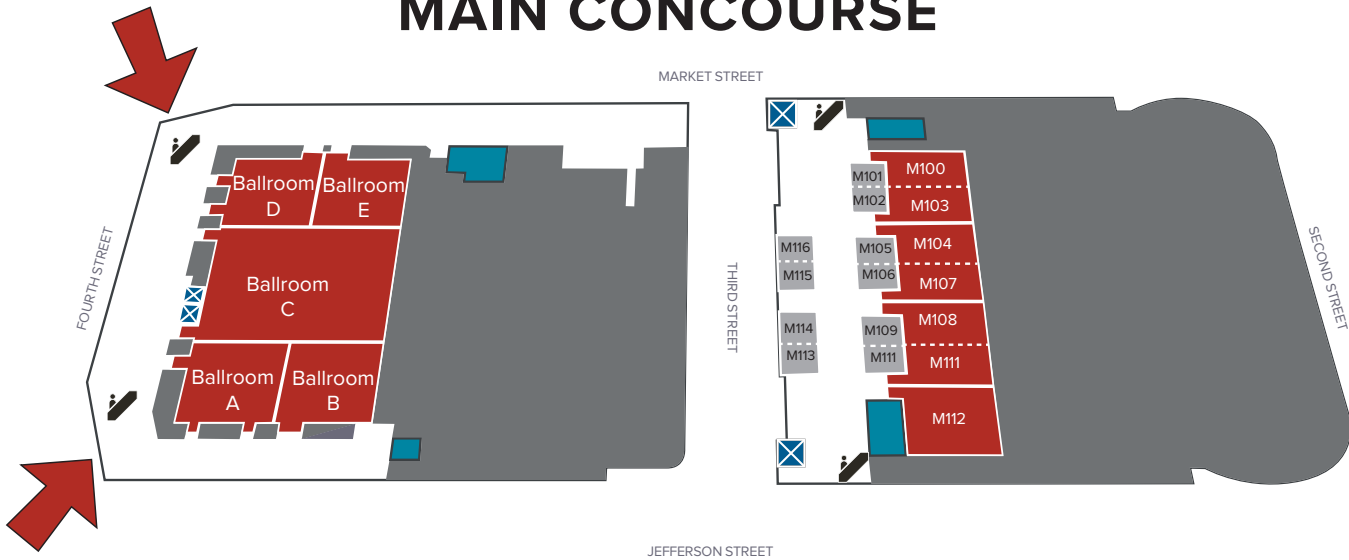 MAIN CONCOURSE
MARKET STREET
FOURTH STREET
Ballroom
D
Ballroom
E
Ballroom
C
Ballroom
A
Ballroom
B
THIRD STREET
M101
M102
M100
M103
M116
M115
M105
M106
M104
M107
M114
M113
M109
M111
M108
M111
M112
SECOND STREET
JEFFERSON STREET